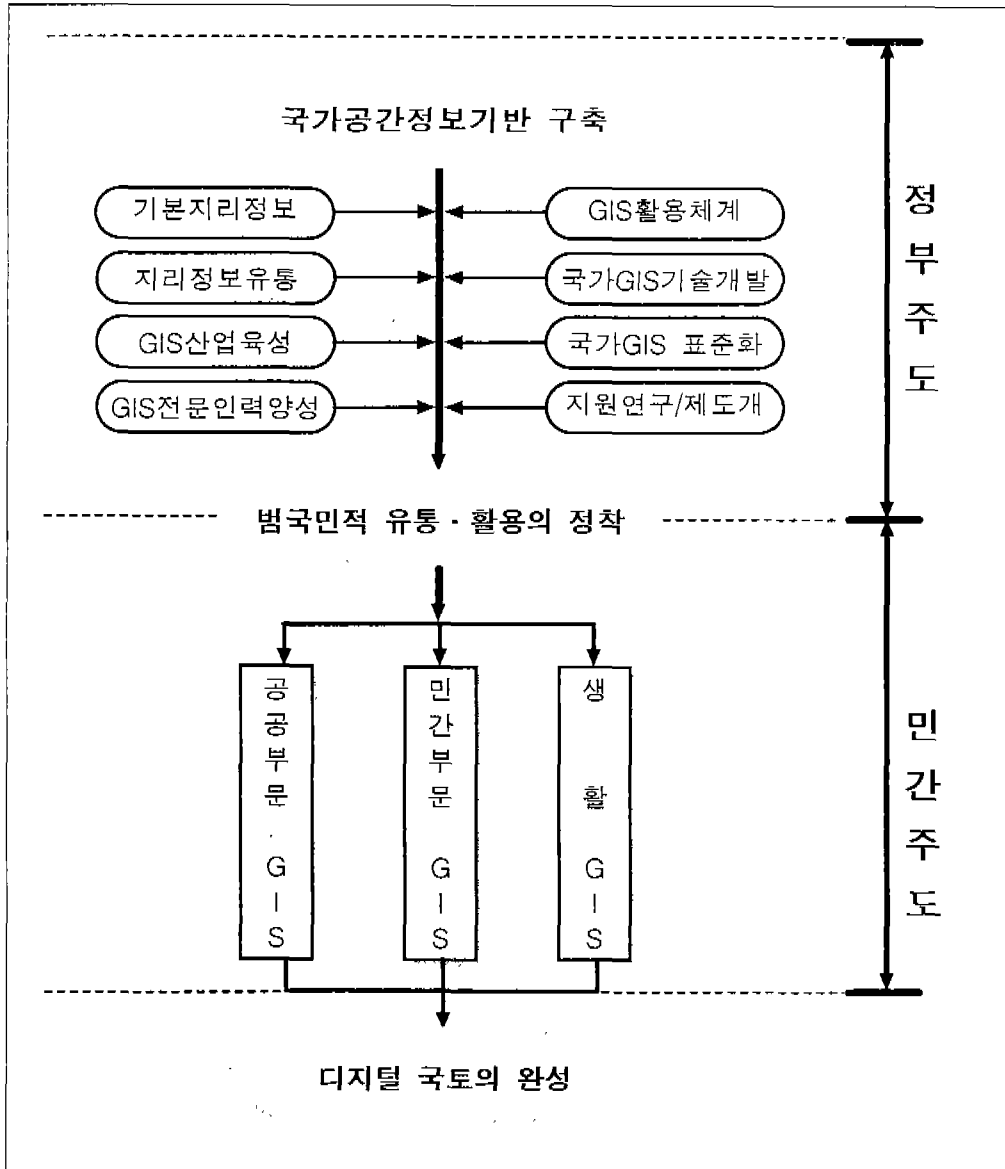 국가공간정보기반 구축
기본지리정보
GIS활용체계
지리정보유통
국가GIS기술개발
GIS산업육성
국가GIS 표준화
GIS전문인력양성
지원연구/제도개
정부주도
범국민적 유통·활용의 정착
공공부문 GIS
민간부문 GIS
생활 GIS
민간주도
디지털 국토의 완성